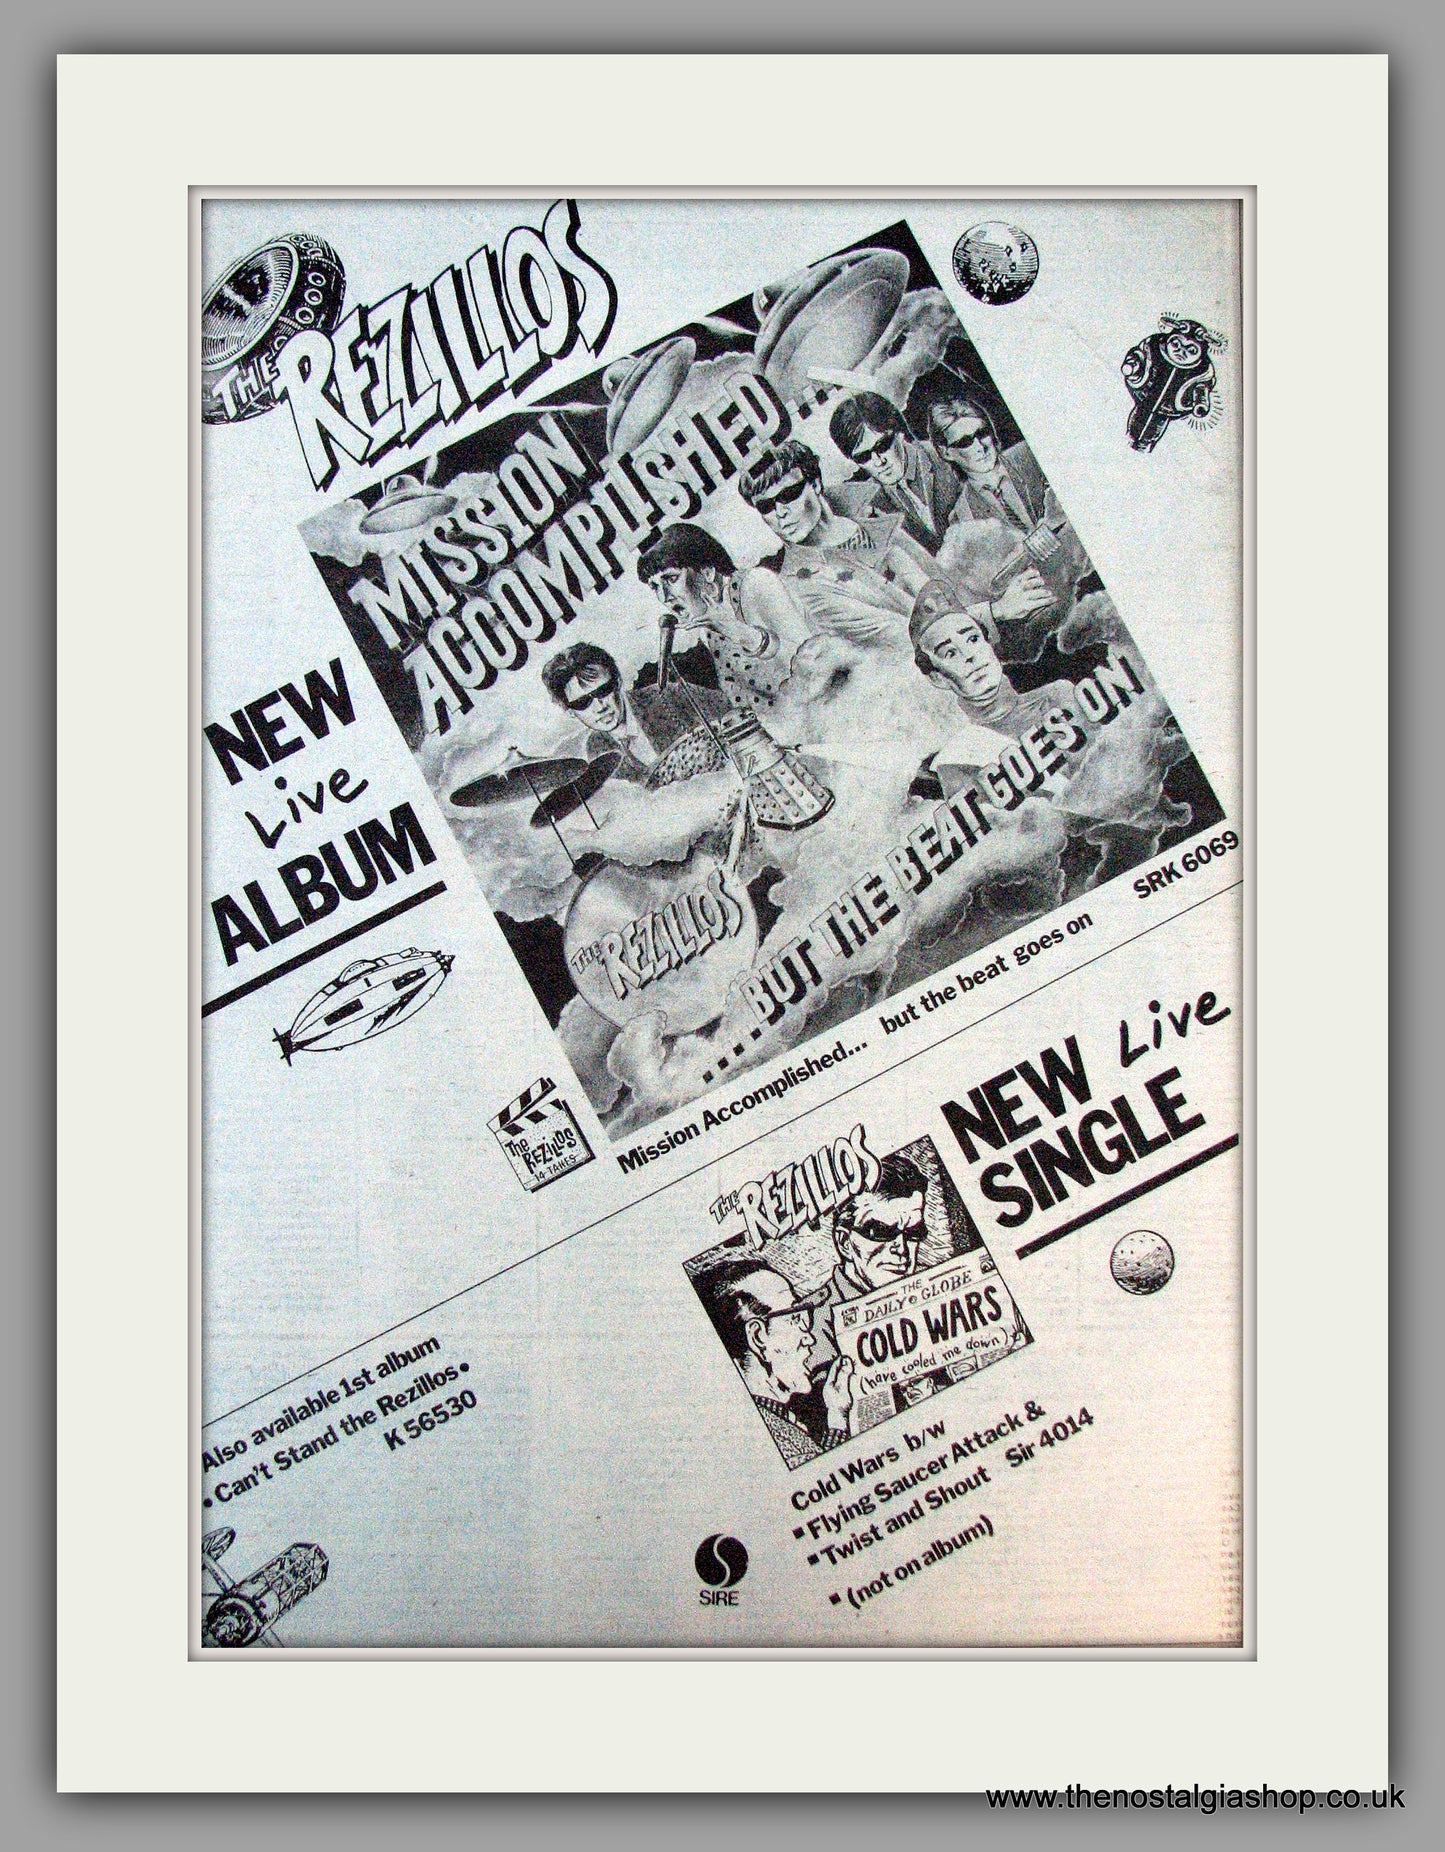 THE REZILLOS
MISSION
ACCOMPLISHED...
THE REZILLOS
....BUT THE BEAT GOES ON
NEW
Live
ALBUM
Mission Accomplished... but the beat goes on SRK 6069
The
REZILLOS
14 TAKES
NEW Live
SINGLE
THE REZILLOS
THE
DAILY GLOBE
COLD WARS
(have cooled me down)
Cold Wars b/w
▪ Flying Saucer Attack &
▪ Twist and Shout Sir 4014
▪ (not on album)
Also available 1st album
• Can't Stand the Rezillos •
K 56530
SIRE
www.thenostalgiashop.co.uk